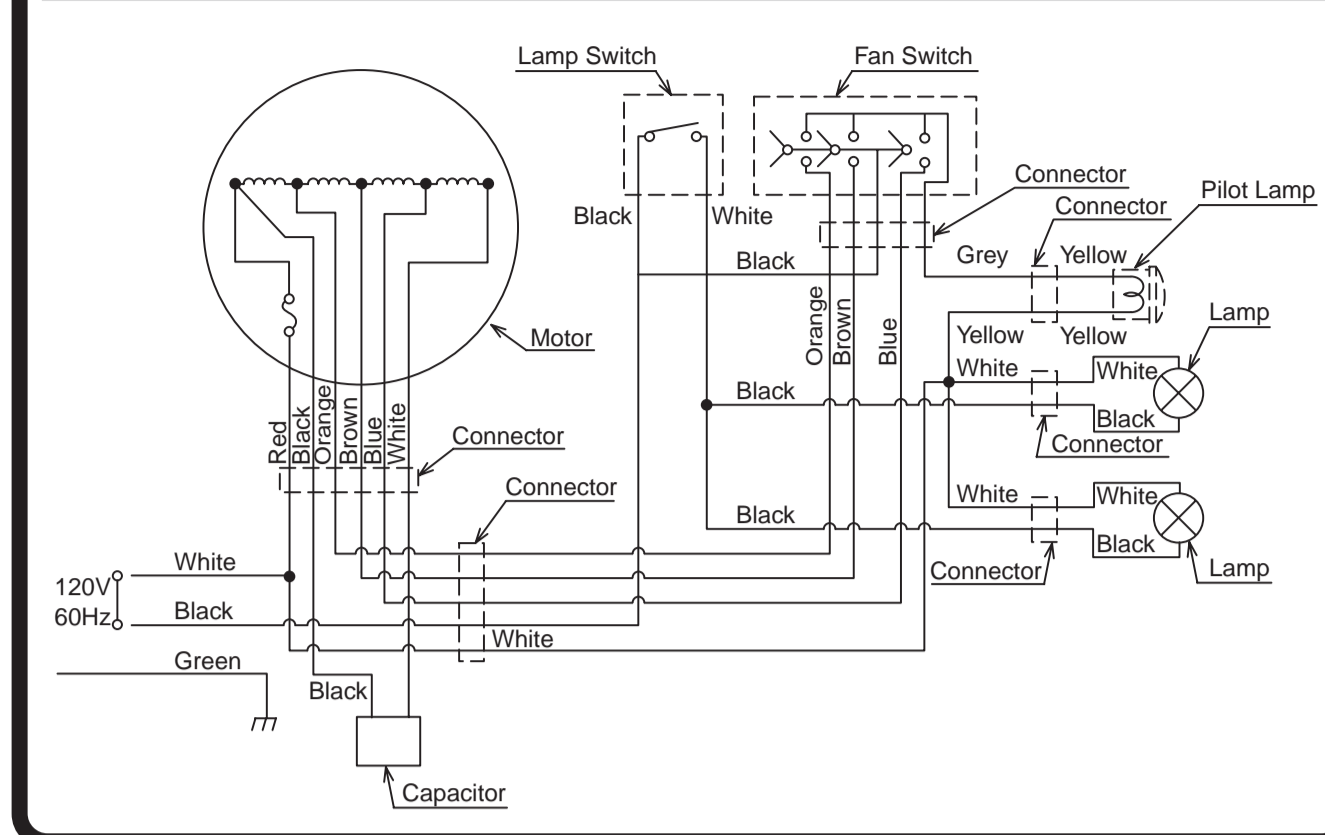 Lamp Switch
Fan Switch
Connector
Pilot Lamp
Connector
Black
White
Black
Grey
Yellow
Lamp
Orange
Brown
Blue
Yellow
Yellow
Motor
White
White
Black
Black
Connector
Red
Black
Orange
Brown
Blue
White
Connector
Connector
White
White
Black
Black
Connector
Lamp
120V
60Hz
White
Black
White
Green
Black
Capacitor